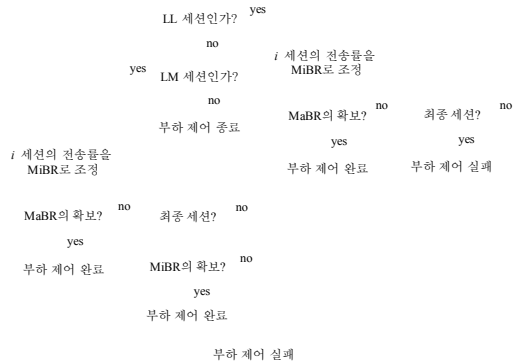 LL 세션인가?
yes
no
i 세션의 전송률을
MiBR로 조정
yes
LM 세션인가?
no
MaBR의 확보?
no
최종 세션?
no
부하 제어 종료
yes
yes
부하 제어 완료
부하 제어 실패
i 세션의 전송률을
MiBR로 조정
MaBR의 확보?
no
최종 세션?
no
yes
부하 제어 완료
MiBR의 확보?
no
yes
부하 제어 완료
부하 제어 실패